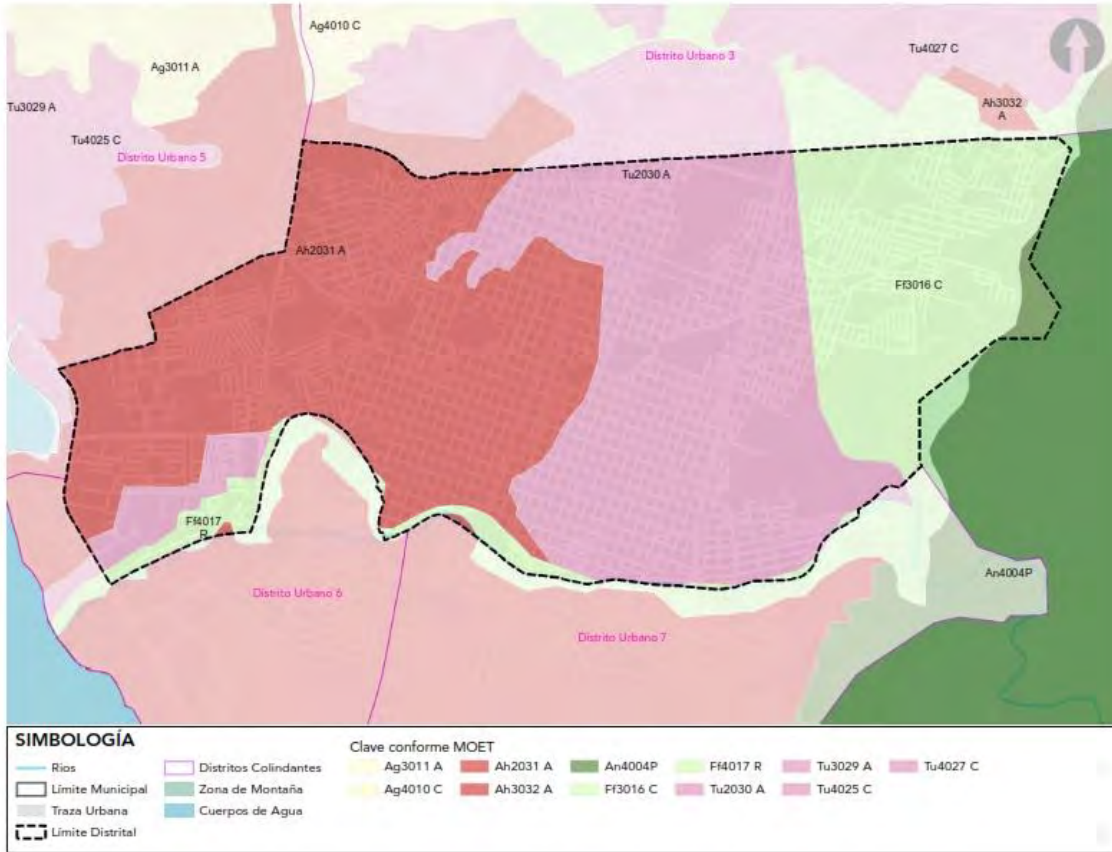 Ag4010 C
Distrito Urbano 3
Tu4027 C
Ag3011 A
Ah3032
A
Tu3029 A
Tu4025 C
Distrito Urbano 5
Tu2030 A
Ah2031 A
Ff3016 C
Ff4017
R
An4004P
Distrito Urbano 6
Distrito Urbano 7
SIMBOLOGÍA
Rios
Límite Municipal
Traza Urbana
Límite Distrital
Distritos Colindantes
Zona de Montaña
Cuerpos de Agua
Clave conforme MOET
Ag3011 A
Ah2031 A
An4004P
Ff4017 R
Tu3029 A
Tu4027 C
Ag4010 C
Ah3032 A
Ff3016 C
Tu2030 A
Tu4025 C